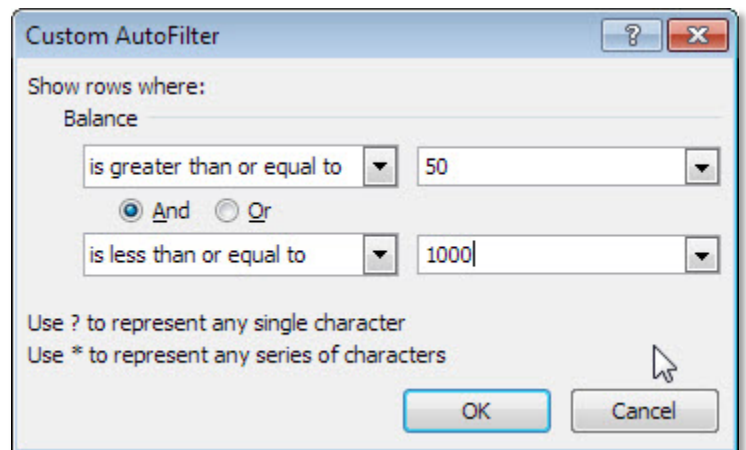 Custom AutoFilter
Show rows where:
Balance
is greater than or equal to 50
And Or
is less than or equal to 1000
Use ? to represent any single character
Use * to represent any series of characters
OK Cancel